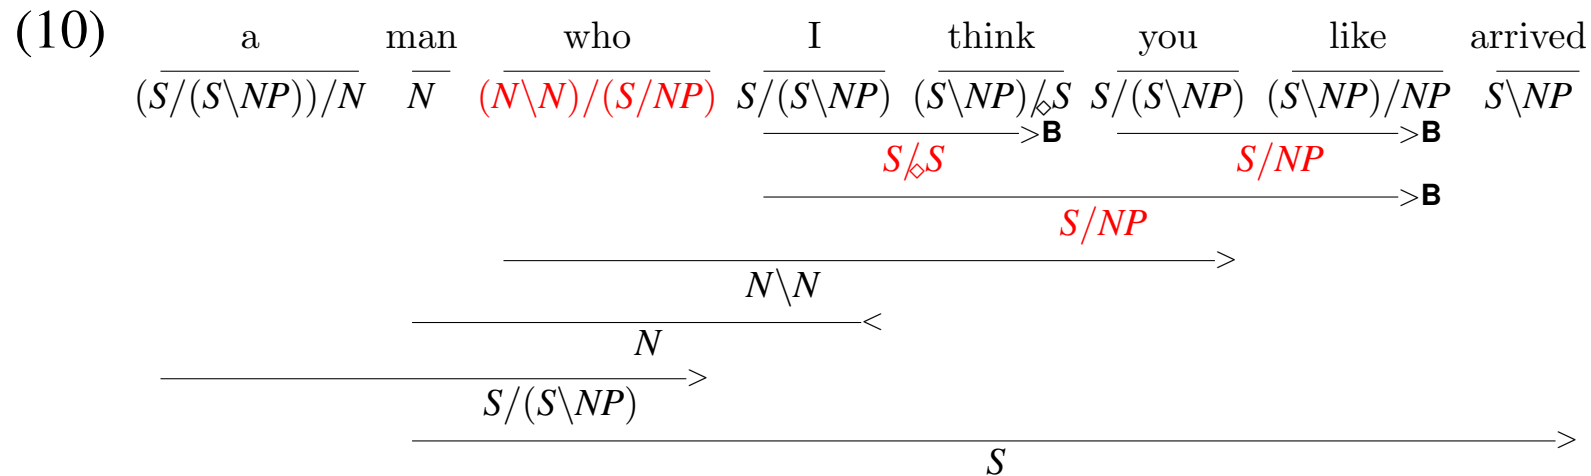 (10) a man who I think you like arrived
(S/(S\NP))/N N (N\N)/(S/NP) S/(S\NP) (S\NP)/⋄S S/(S\NP) (S\NP)/NP S\NP
>B >B
S/⋄S S/NP
>B
S/NP
>
N\N
<
N
>
S/(S\NP)
>
S